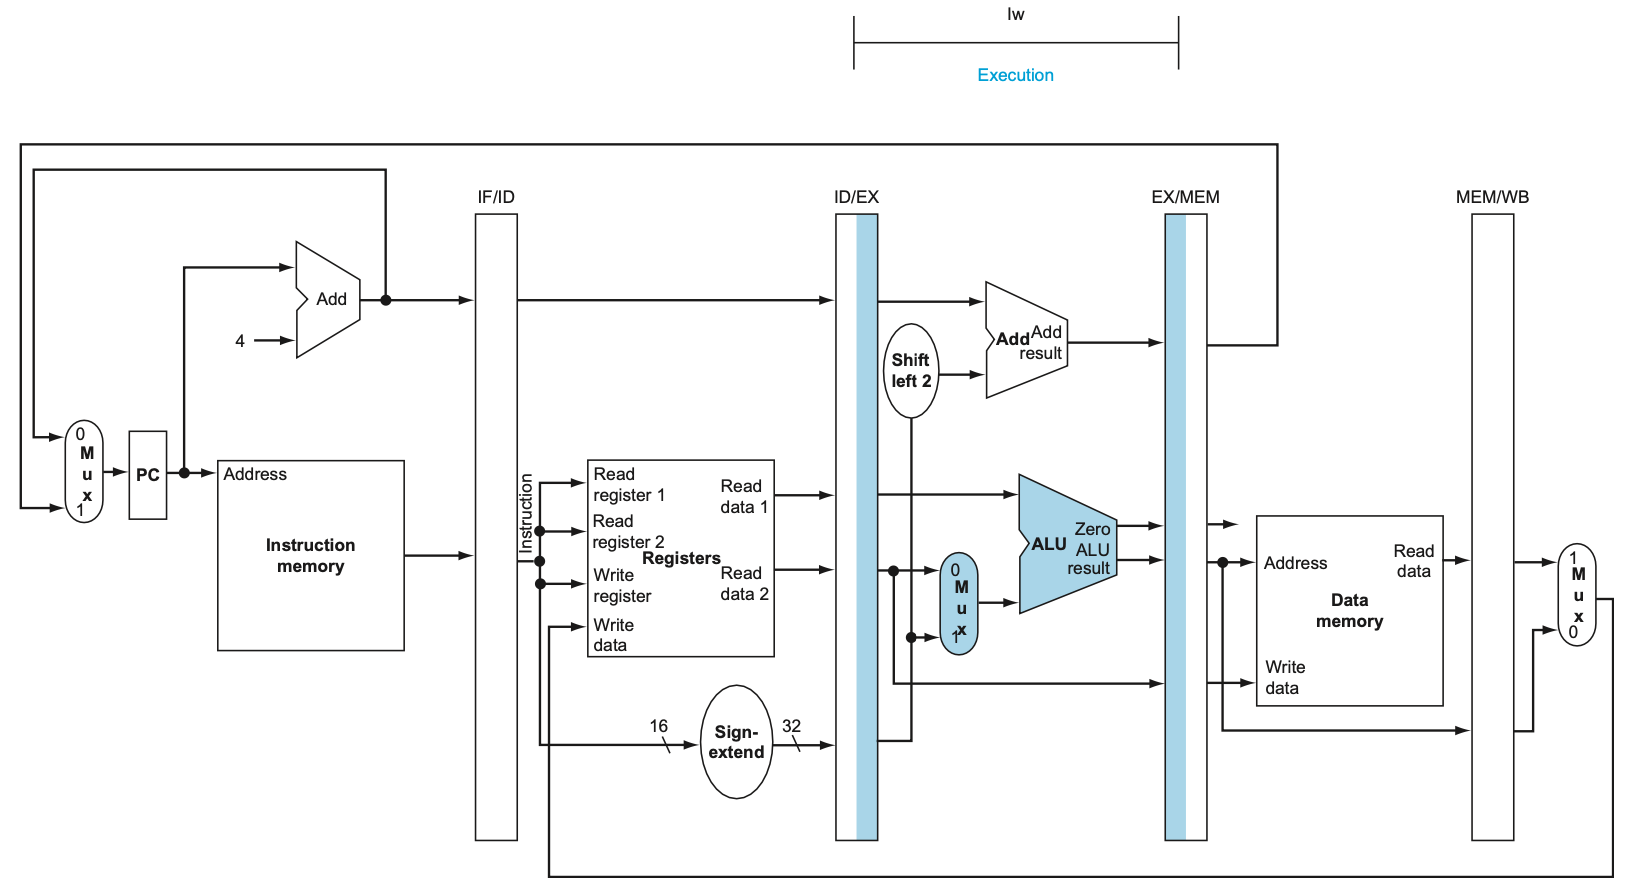 lw
Execution
IF/ID
ID/EX
EX/MEM
MEM/WB
Add
4
Add
Add
result
Shift
left 2
0
M
u
x
1
PC
Address
Instruction
memory
Instruction
Read
register 1
Read
register 2
Write
register
Write
data
Registers
Read
data 1
Read
data 2
16
Sign-
extend
32
0
M
u
x
1
ALU
Zero
ALU
result
Address
Read
data
Data
memory
Write
data
1
M
u
x
0